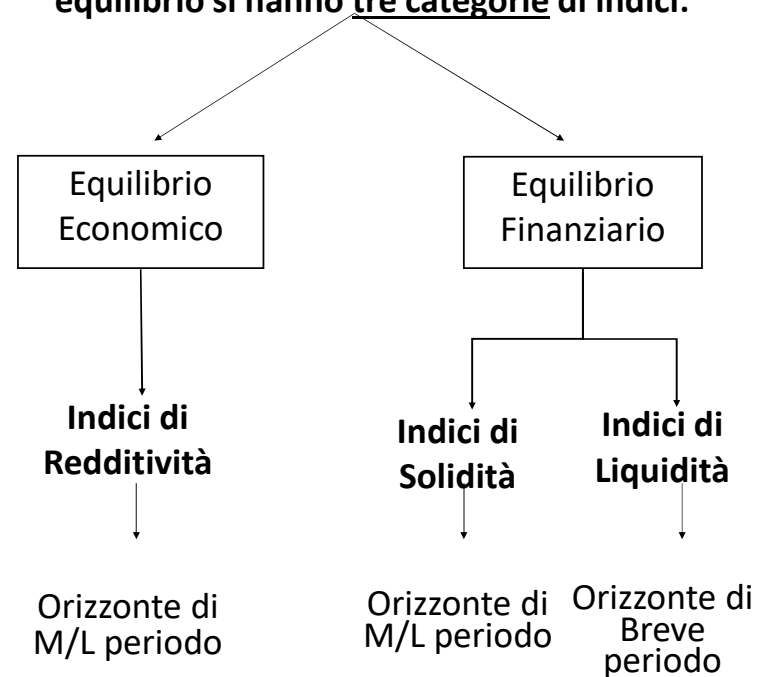 equilibrio si hanno tre categorie di indici:
Equilibrio
Economico
Equilibrio
Finanziario
Indici di
Redditività
Indici di
Solidità
Indici di
Liquidità
Orizzonte di
M/L periodo
Orizzonte di
M/L periodo
Orizzonte di
Breve
periodo